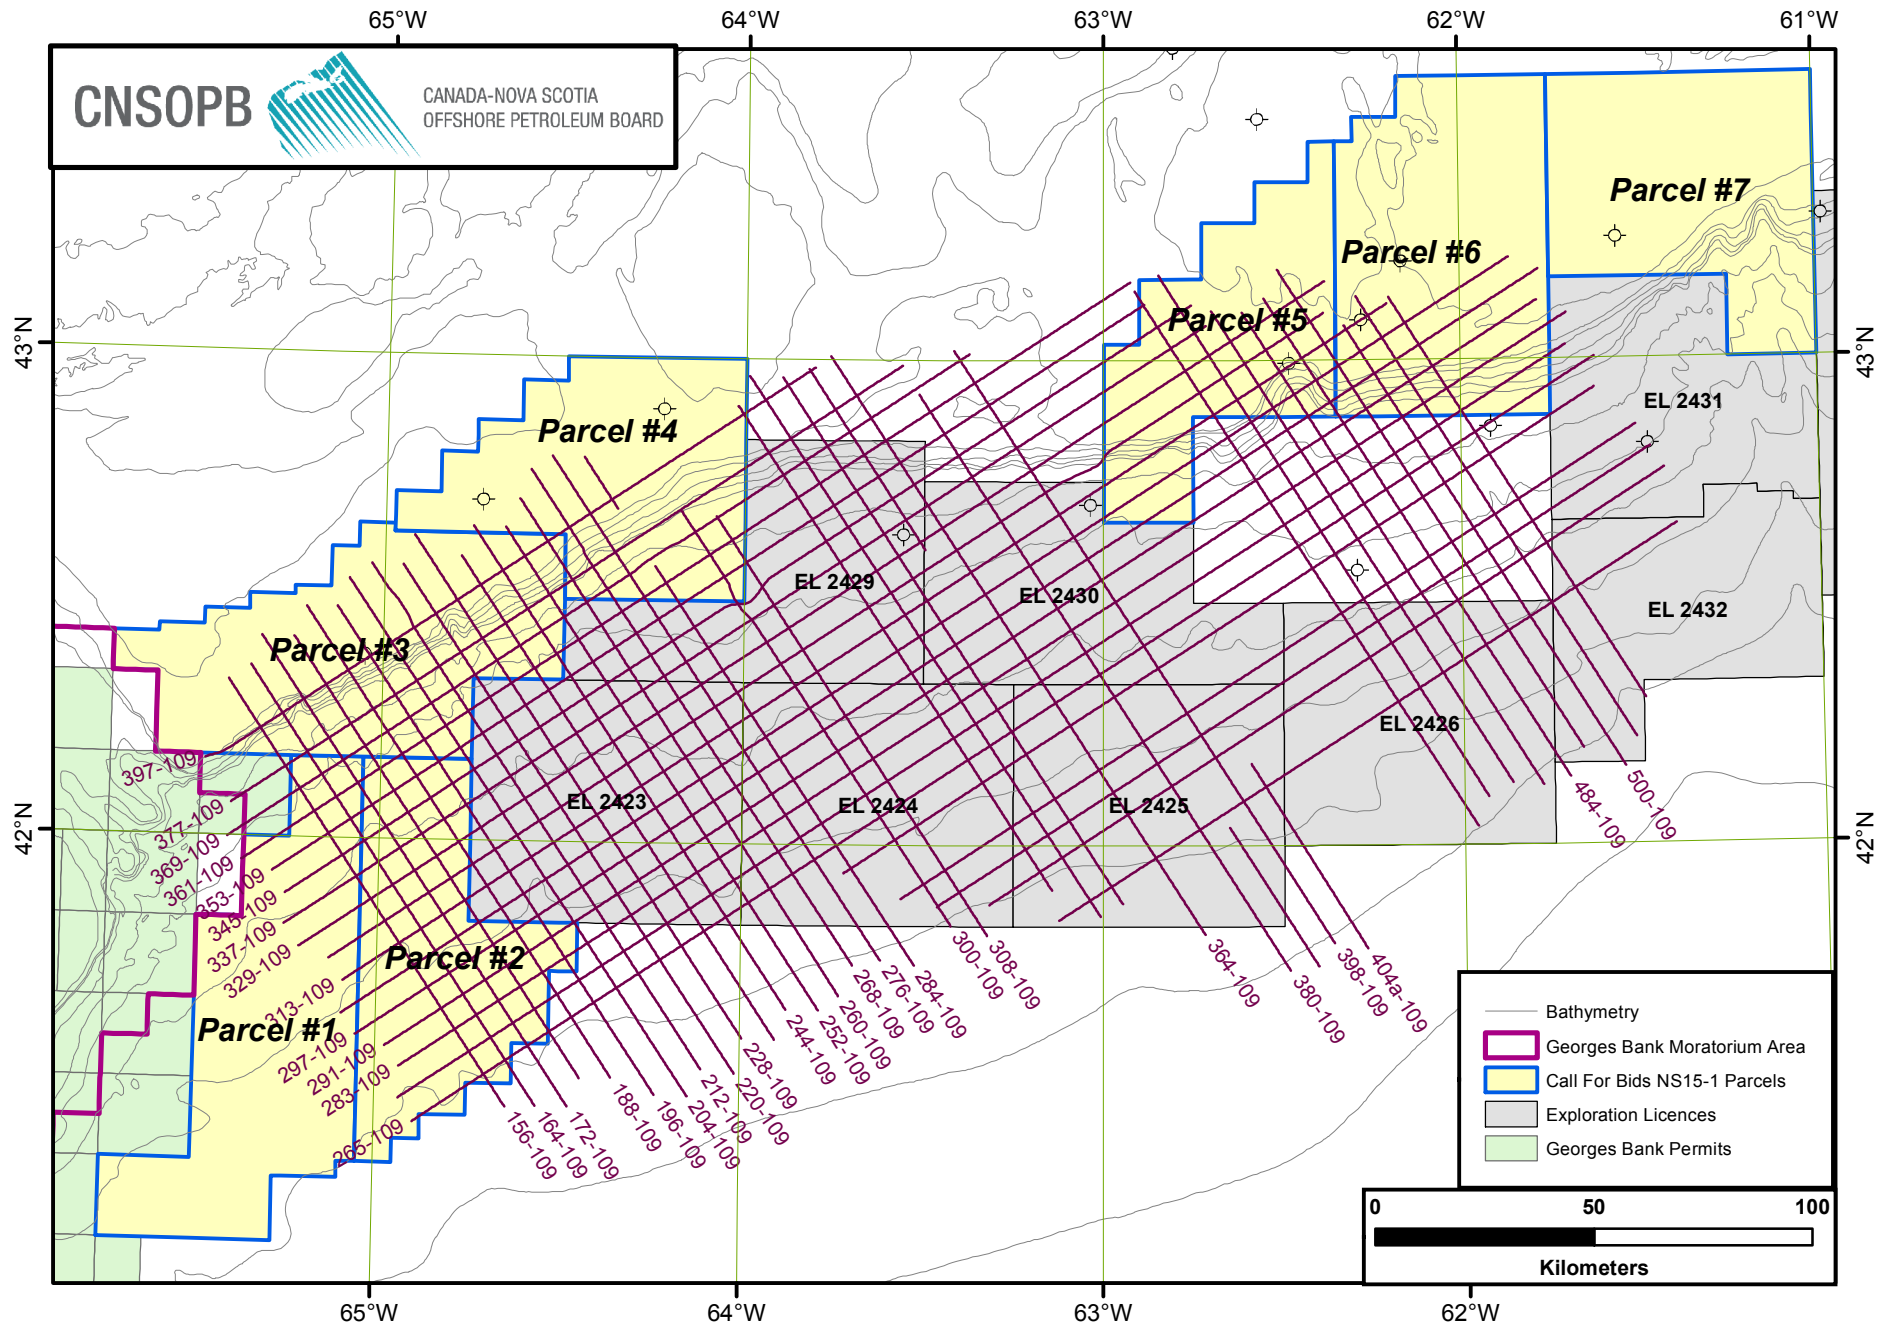 65°W
64°W
63°W
62°W
61°W
CNSOPB
CANADA-NOVA SCOTIA
OFFSHORE PETROLEUM BOARD
Parcel #7
Parcel #6
Parcel #5
43°N
43°N
EL 2431
Parcel #4
EL 2429
EL 2430
EL 2432
Parcel #3
EL 2426
397-109
377-109
369-109
361-109
353-109
345-109
337-109
329-109
313-109
297-109
291-109
283-109
265-109
EL 2423
EL 2424
EL 2425
42°N
42°N
Parcel #2
Parcel #1
156-109
164-109
172-109
188-109
196-109
204-109
212-109
220-109
228-109
244-109
252-109
260-109
268-109
276-109
284-109
300-109
308-109
364-109
380-109
398-109
404a-109
484-109
500-109
Bathymetry
Georges Bank Moratorium Area
Call For Bids NS15-1 Parcels
Exploration Licences
Georges Bank Permits
0
50
100
Kilometers
65°W
64°W
63°W
62°W